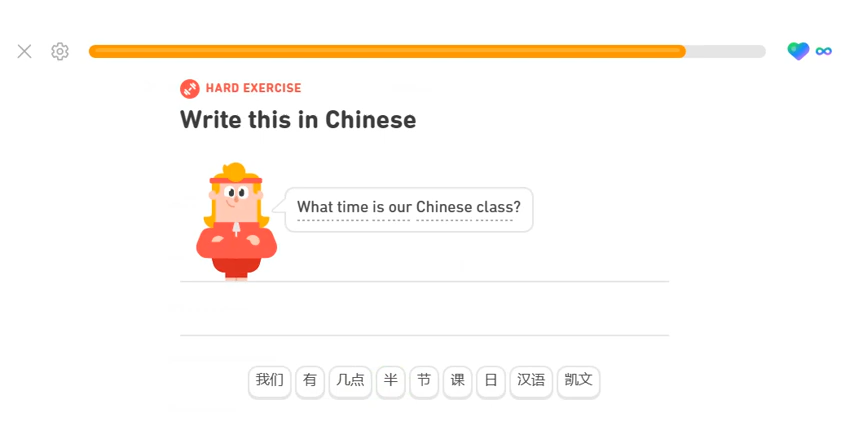 HARD EXERCISE
Write this in Chinese
What time is our Chinese class?
我们 有 几点 半 节 课 日 汉语 凯文